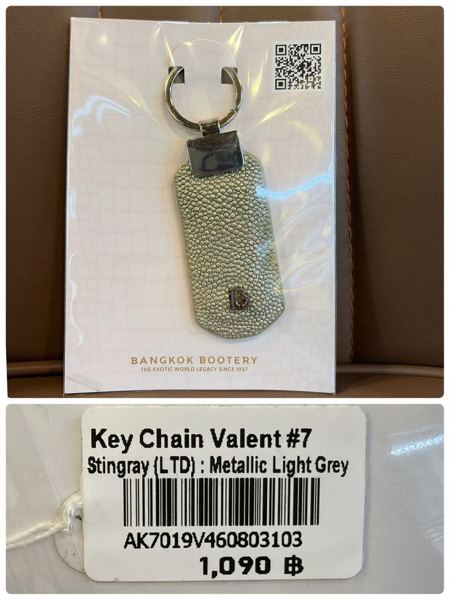 BANGKOK BOOTERY
THE EXOTIC WORLD LEGACY SINCE 1937
Key Chain Valent #7
Stingray (LTD) : Metallic Light Grey
AK7019V460803103
1,090 ฿